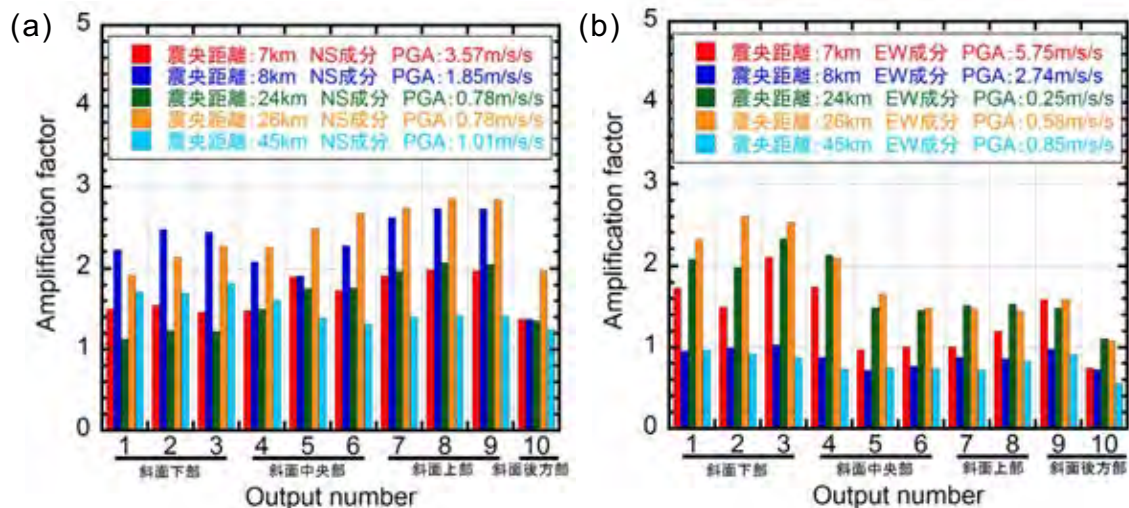 (a)
5
4
3
2
1
0
Amplification factor
震央距離:7km NS成分 PGA:3.57m/s/s
震央距離:8km NS成分 PGA:1.85m/s/s
震央距離:24km NS成分 PGA:0.78m/s/s
震央距離:26km NS成分 PGA:0.78m/s/s
震央距離:45km NS成分 PGA:1.01m/s/s
1 2 3 4 5 6 7 8 9 10
斜面下部 斜面中央部 斜面上部 斜面後方部
Output number
(b)
5
4
3
2
1
0
Amplification factor
震央距離:7km EW成分 PGA:5.75m/s/s
震央距離:8km EW成分 PGA:2.74m/s/s
震央距離:24km EW成分 PGA:0.25m/s/s
震央距離:26km EW成分 PGA:0.58m/s/s
震央距離:45km EW成分 PGA:0.85m/s/s
1 2 3 4 5 6 7 8 9 10
斜面下部 斜面中央部 斜面上部 斜面後方部
Output number